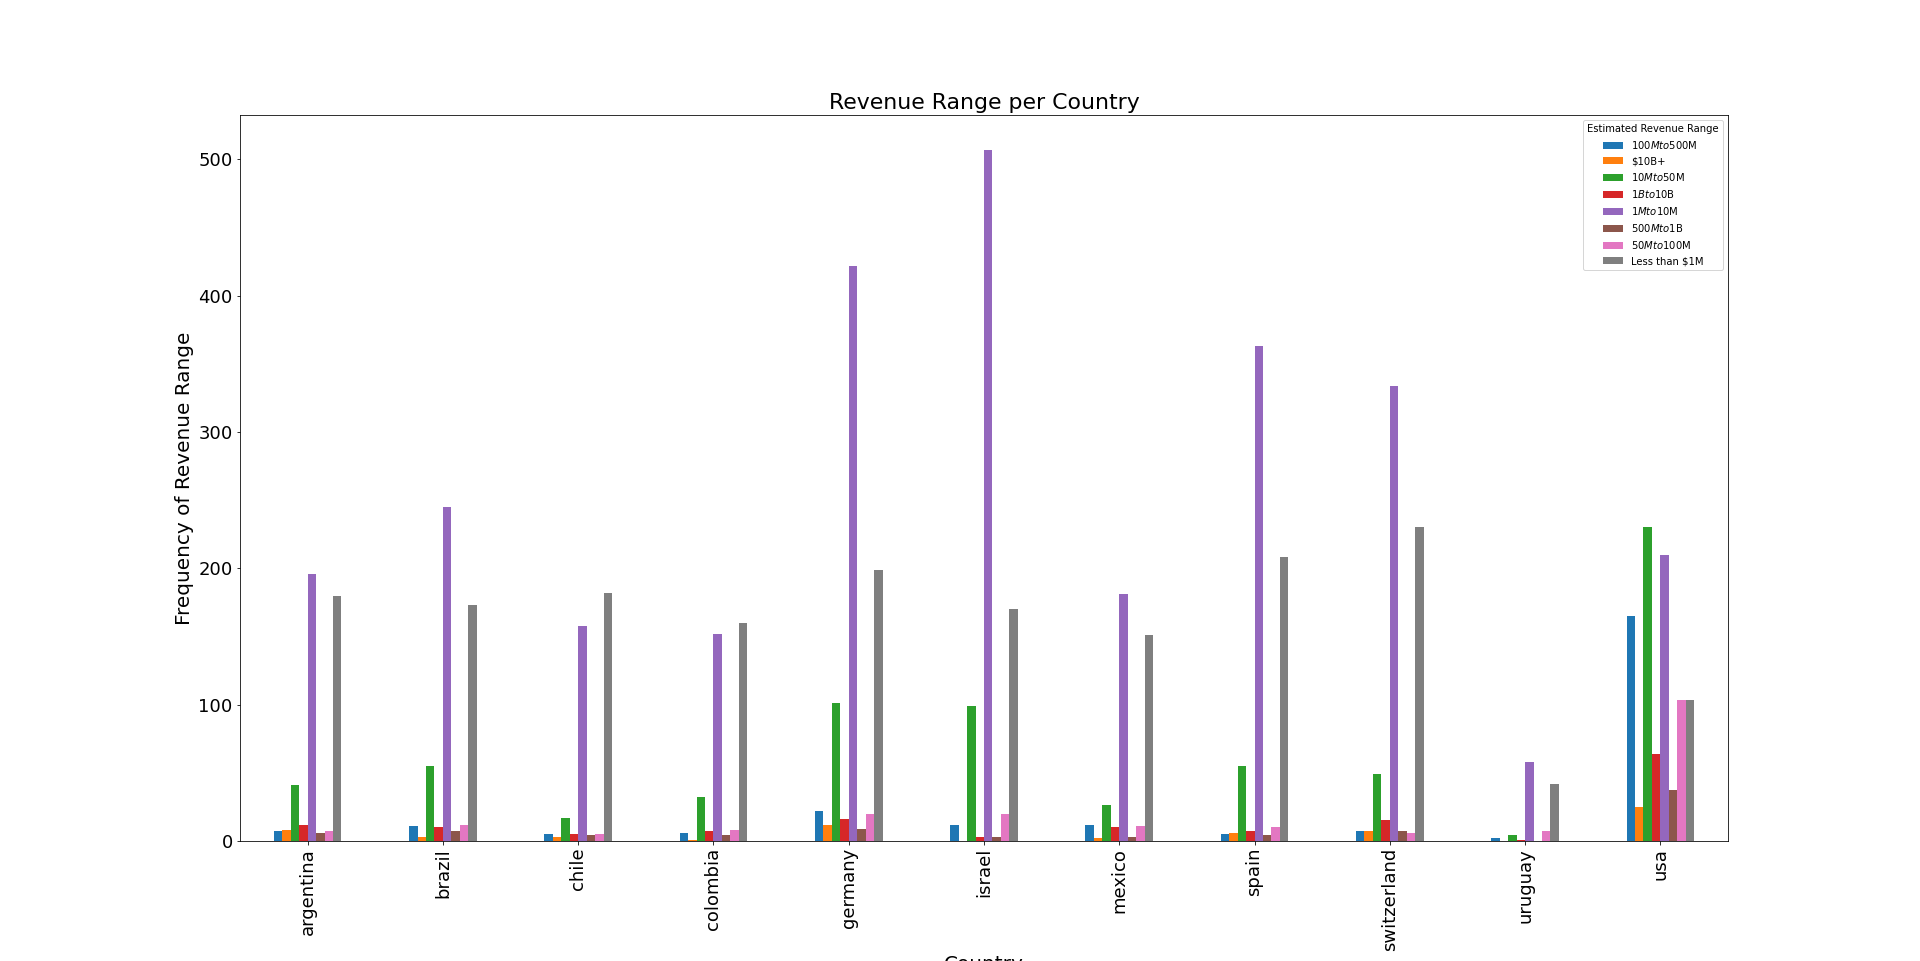 Revenue Range per Country
Frequency of Revenue Range
500
400
300
200
100
0
Estimated Revenue Range
100Mto500M
$10B+
10Mto50M
1Bto10B
1Mto10M
500Mto1B
50Mto100M
Less than $1M
argentina
brazil
chile
colombia
germany
israel
mexico
spain
switzerland
uruguay
usa
Country